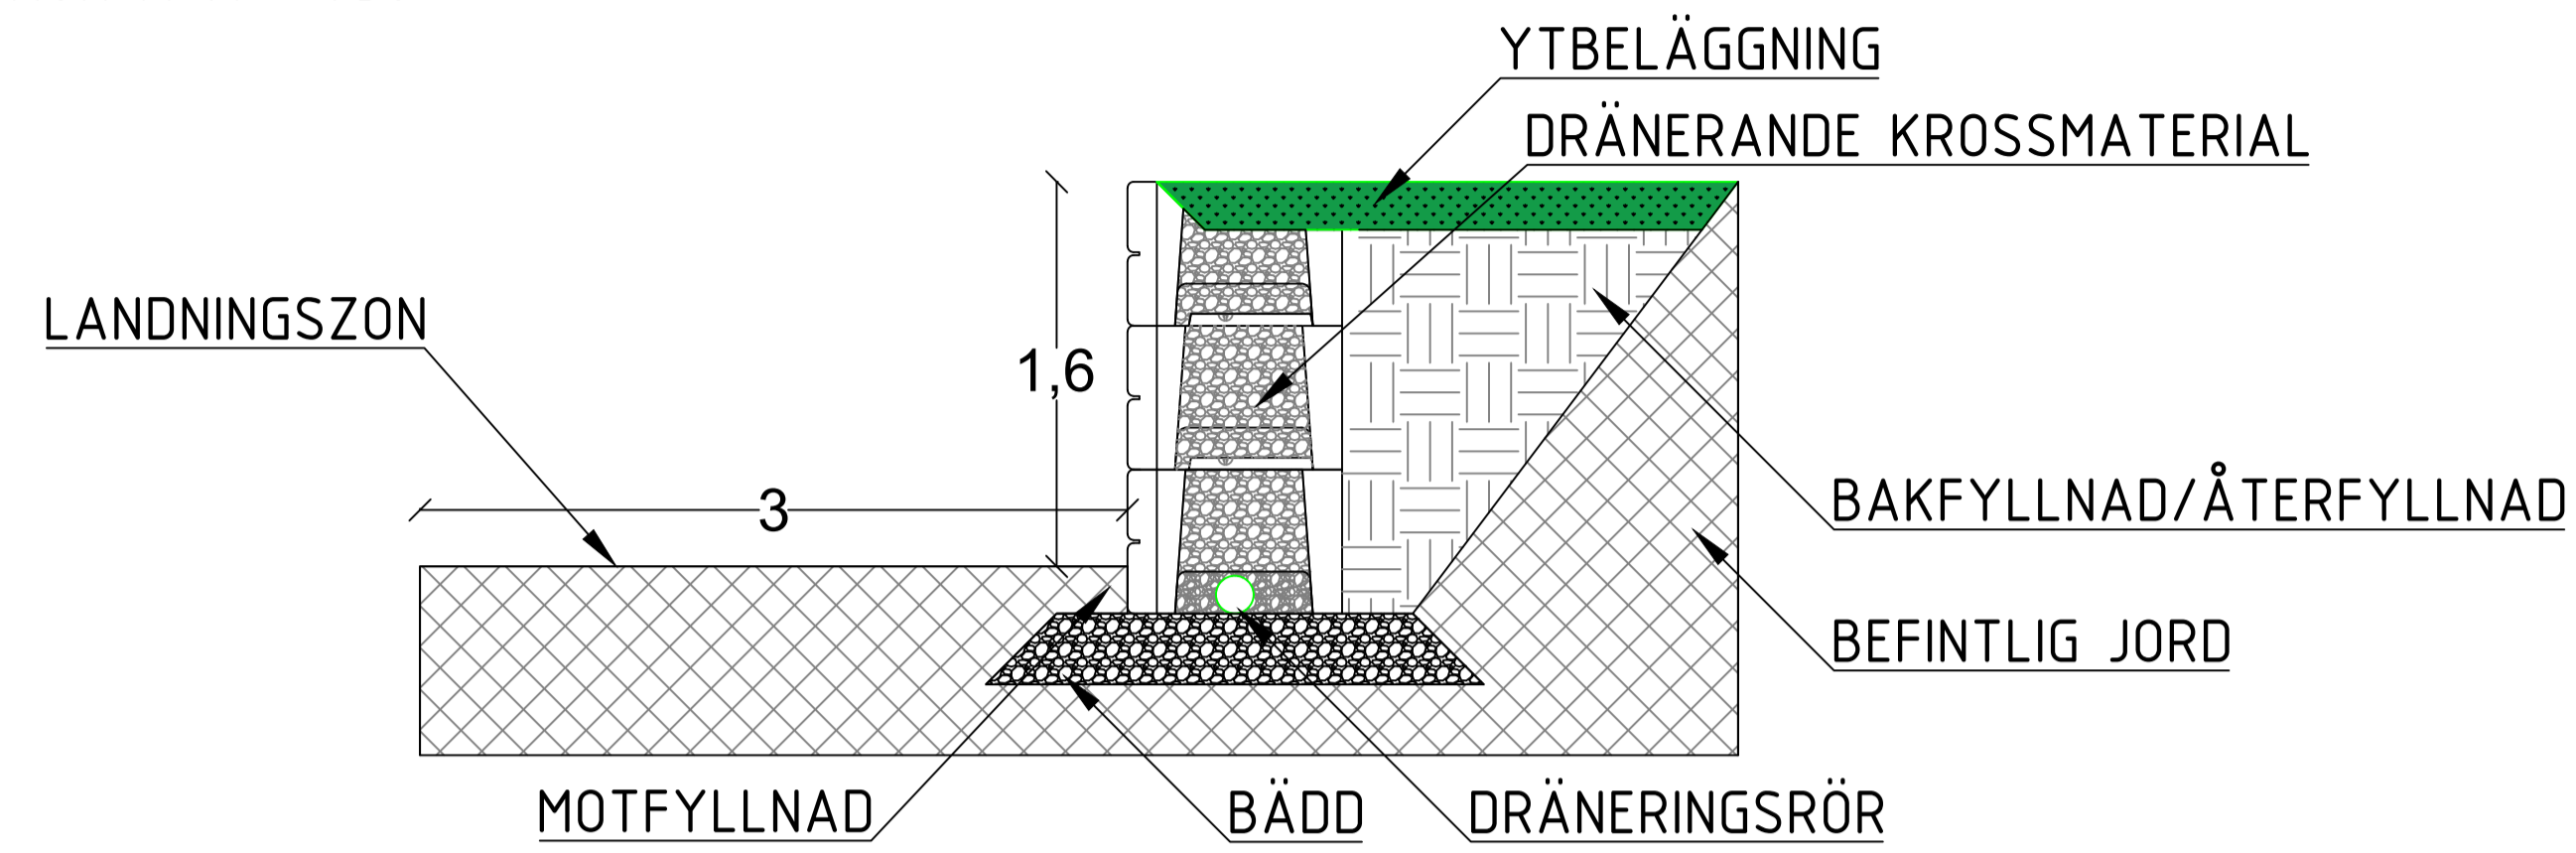 YTBELÄGGNING
DRÄNERANDE KROSSMATERIAL
LANDNINGSZON
1,6
3
BAKFYLLNAD/ÅTERFYLLNAD
BEFINTLIG JORD
MOTFYLLNAD
BÄDD
DRÄNERINGSRÖR